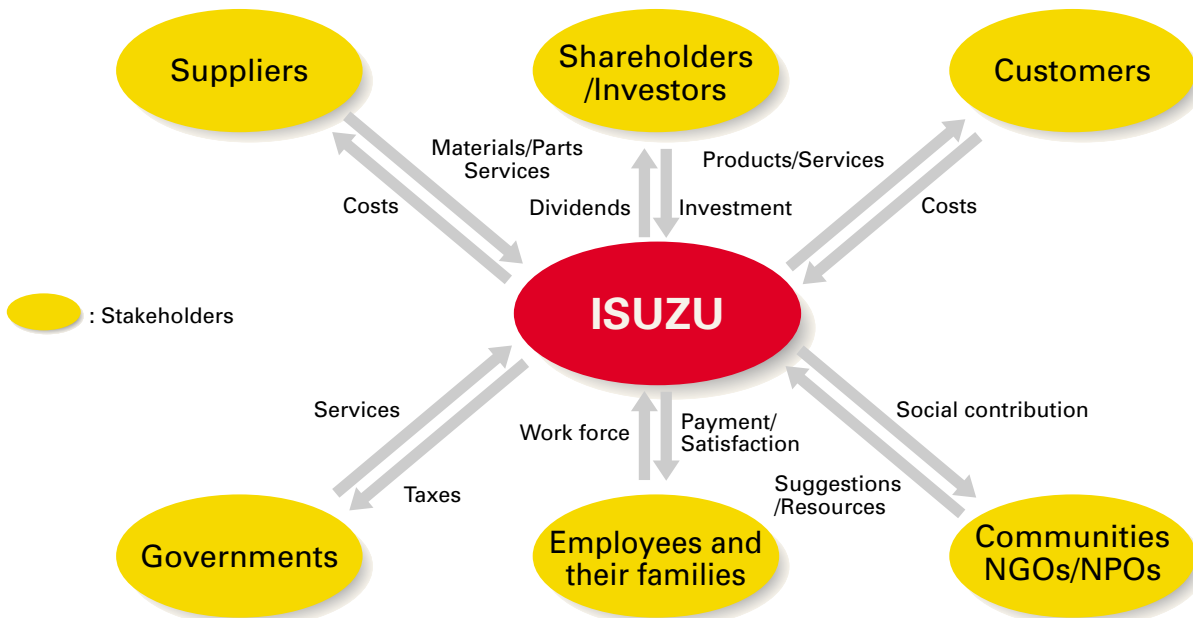 Suppliers
Shareholders
/Investors
Customers
Materials/Parts
Services
Products/Services
Costs
Dividends
Investment
Costs
ISUZU
: Stakeholders
Services
Work force
Payment/
Satisfaction
Social contribution
Taxes
Suggestions
/Resources
Governments
Employees and
their families
Communities
NGOs/NPOs